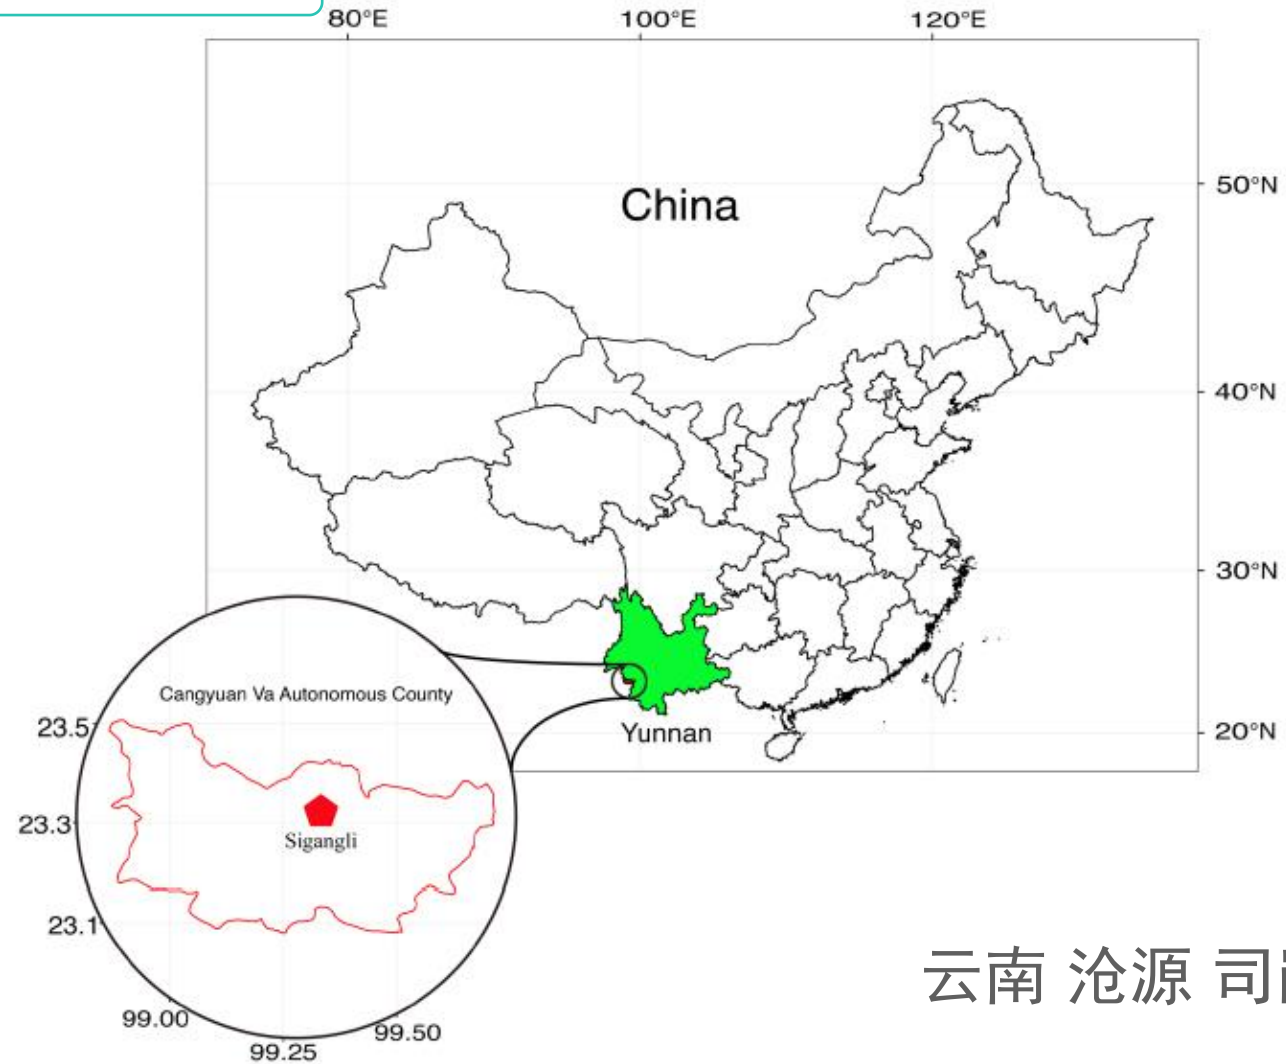 80°E 100°E 120°E
50°N
China
40°N
30°N
Cangyuan Va Autonomous County
23.5
Yunnan
20°N
23.3
Sigangli
23.1
云南 沧源 司
99.00
99.50
99.25